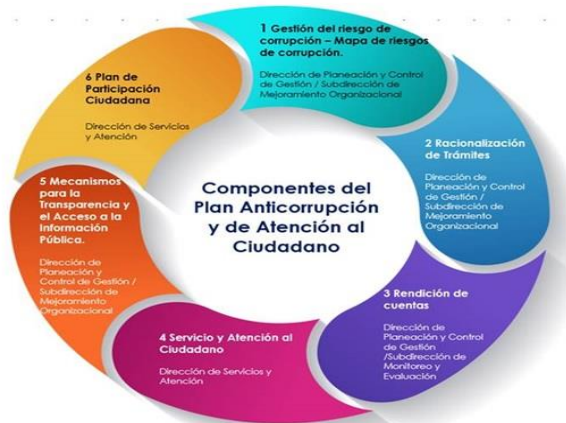 1 Gestión del riesgo de
corrupción – Mapa de riesgos
de corrupción.
Dirección de Planeación y Control
de Gestión / Subdirección de
Mejoramiento Organizacional
2 Racionalización
de Trámites
Dirección de
Planeación y Control
de Gestión /
Subdirección de
Mejoramiento
Organizacional
3 Rendición de
cuentas
Dirección de
Planeación y Control
de Gestión
/Subdirección de
Monitoreo y
Evaluación
4 Servicio y Atención al
Ciudadano
Dirección de Servicios y
Atención
5 Mecanismos
para la
Transparencia y
el Acceso a la
Información
Pública.
Dirección de
Planeación y
Control de Gestión /
Subdirección de
Mejoramiento
Organizacional
6 Plan de
Participación
Ciudadana
Dirección de Servicios
y Atención
Componentes del
Plan Anticorrupción
y de Atención al
Ciudadano